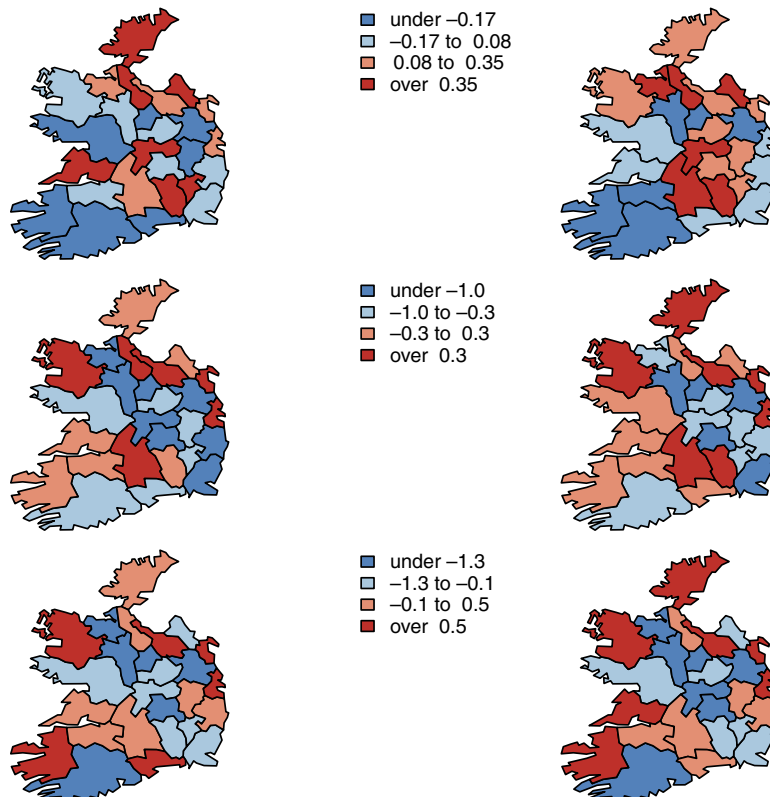 under –0.17
–0.17 to 0.08
0.08 to 0.35
over 0.35
under –1.0
–1.0 to –0.3
–0.3 to 0.3
over 0.3
under –1.3
–1.3 to –0.1
–0.1 to 0.5
over 0.5